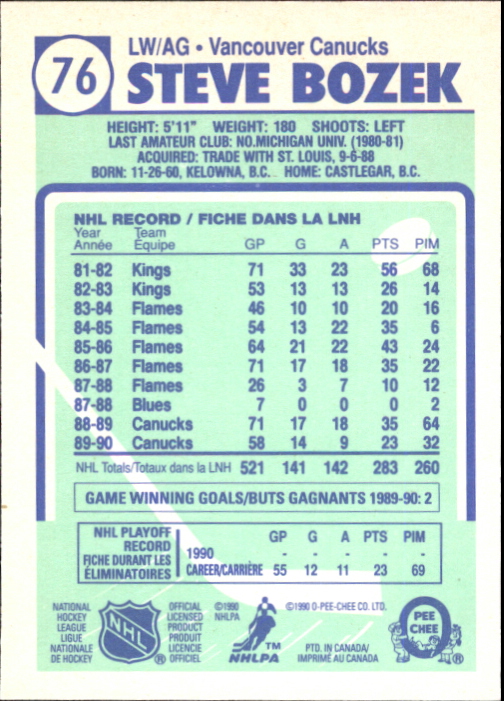 76
LW/AG • Vancouver Canucks
STEVE BOZEK
HEIGHT: 5'11" WEIGHT: 180 SHOOTS: LEFT
LAST AMATEUR CLUB: NO.MICHIGAN UNIV. (1980-81)
ACQUIRED: TRADE WITH ST. LOUIS, 9-6-88
BORN: 11-26-60, KELOWNA, B.C. HOME: CASTLEGAR, B.C.
NHL RECORD / FICHE DANS LA LNH
Year Team
Année Équipe GP G A PTS PIM
81-82 Kings 71 33 23 56 68
82-83 Kings 53 13 13 26 14
83-84 Flames 46 10 10 20 16
84-85 Flames 54 13 22 35 6
85-86 Flames 64 21 22 43 24
86-87 Flames 71 17 18 35 22
87-88 Flames 26 3 7 10 12
87-88 Blues 7 0 0 0 2
88-89 Canucks 71 17 18 35 64
89-90 Canucks 58 14 9 23 32
NHL Totals/Totaux dans la LNH 521 141 142 283 260
GAME WINNING GOALS/BUTS GAGNANTS 1989-90: 2
NHL PLAYOFF
RECORD
FICHE DURANT LES
ÉLIMINATOIRES
GP G A PTS PIM
1990 - - - - -
CAREER/CARRIÈRE 55 12 11 23 69
NATIONAL
HOCKEY
LEAGUE
LIGUE
NATIONALE
DE HOCKEY
NHL
®
OFFICIAL
LICENSED
PRODUCT
PRODUIT
LICENCIE
OFFICIEL
©1990
NHLPA
TM
NHLPA
©1990 O-PEE-CHEE CO. LTD.
PTD. IN CANADA/
IMPRIMÉ AU CANADA
PEE
CHEE
®